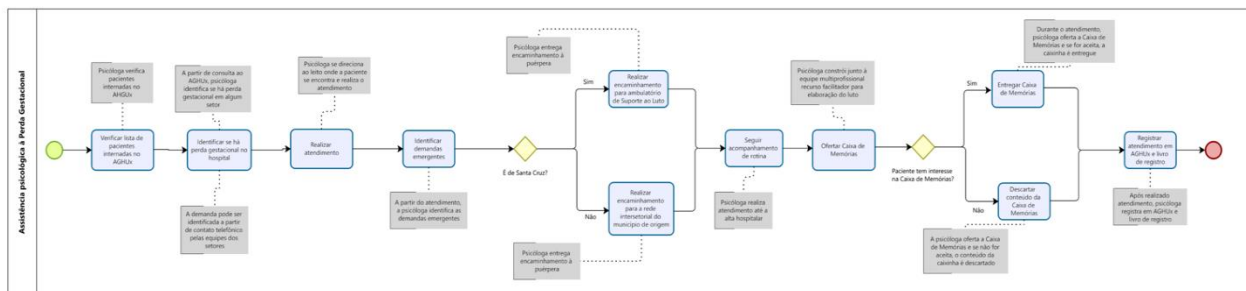 Assistência psicológica à Perda Gestacional
Psicóloga verifica
pacientes
internadas no
AHGUx
Verificar lista de
pacientes
internadas no
AGHUx
A partir de consulta ao
AGHUx, psicóloga
identifica se há perda
gestacional em algum
setor
Identificar se há
perda gestacional no
hospital
A demanda pode ser
identificada a partir
de contato telefônico
pelas equipes dos
setores
Psicóloga se direciona
ao leito onde a paciente
se encontra e realiza o
atendimento
Realizar
atendimento
Identificar
demandas
emergentes
A partir do atendimento,
a psicóloga identifica as
demandas emergentes
É de Santa Cruz?
Psicóloga entrega
encaminhamento à
puérpera
Sim
Realizar
encaminhamento
para ambulatório
de Suporte ao Luto
Não
Realizar
encaminhamento
para a rede
intersetorial do
município de origem
Psicóloga entrega
encaminhamento à
puérpera
Seguir
acompanhamento
de rotina
Psicóloga realiza
atendimento até a
alta hospitalar
Psicóloga constrói junto à
equipe multiprofissional
recurso facilitador para
elaboração do luto
Ofertar Caixa de
Memórias
Paciente tem interesse
na Caixa de Memórias?
Durante o atendimento,
psicóloga oferta a Caixa de
Memórias e se for aceita, a
caixinha é entregue
Sim
Entregar Caixa
de Memórias
Não
Descartar
conteúdo da
Caixa de
Memórias
A psicóloga oferta a Caixa
de Memórias e se não for
aceita, o conteúdo da
caixinha é descartado
Registrar
atendimento em
AGHUx e livro
de registro
Após realizado
atendimento, psicóloga
registra em AGHUx e
livro de registro